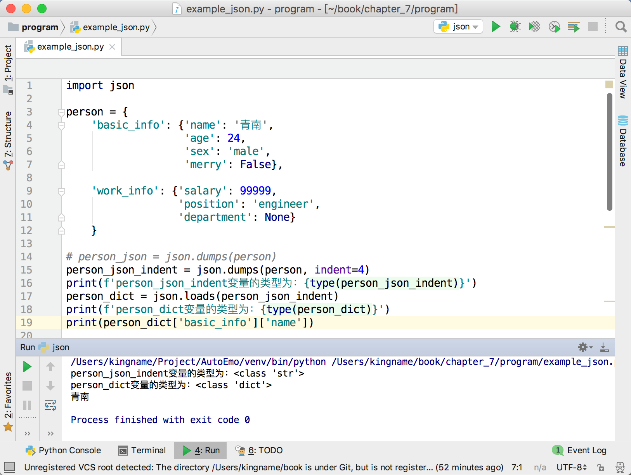 example_json.py - program - [~/book/chapter_7/program]
program
example_json.py
json
example_json.py
1: Project
7: Structure
2: Favorites
Data View
Database
1 import json
2
3 person = {
4 'basic_info': {'name': '青南',
5 'age': 24,
6 'sex': 'male',
7 'merry': False},
8
9 'work_info': {'salary': 99999,
10 'position': 'engineer',
11 'department': None}
12 }
13
14 # person_json = json.dumps(person)
15 person_json_indent = json.dumps(person, indent=4)
16 print(f'person_json_indent变量的类型为：{type(person_json_indent)}')
17 person_dict = json.loads(person_json_indent)
18 print(f'person_dict变量的类型为：{type(person_dict)}')
19 print(person_dict['basic_info']['name'])
20
Run json
/Users/kingname/Project/AutoEmo/venv/bin/python /Users/kingname/book/chapter_7/program/example_json.
person_json_indent变量的类型为：<class 'str'>
person_dict变量的类型为：<class 'dict'>
青南
Process finished with exit code 0
Python Console
Terminal
4: Run
6: TODO
1 Event Log
Unregistered VCS root detected: The directory /Users/kingname/book is under Git, but is not register... (52 minutes ago)
7:1
n/a
UTF-8